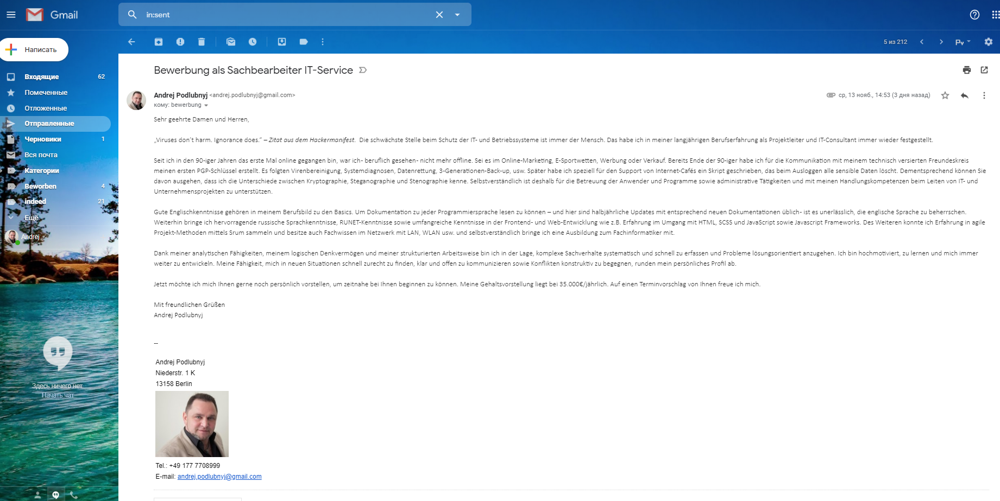 Gmail
in:sent
Написать
5 из 212
Ру
Входящие 62
Помеченные
Отложенные
Отправленные
Черновики 1
Вся почта
Категории
Beworben 4
indeed 21
Ещё
Andrej
Здесь ничего нет.
Начать чат
Bewerbung als Sachbearbeiter IT-Service
Andrej Podlubnyj <andrej.podlubnyj@gmail.com>
ср, 13 нояб., 14:53 (3 дня назад)
кому: bewerbung
Sehr geehrte Damen und Herren,
„Viruses don't harm. Ignorance does.“ – Zitat aus dem Hackermanifest. Die schwächste Stelle beim Schutz der IT- und Betriebssysteme ist immer der Mensch. Das habe ich in meiner langjährigen Berufserfahrung als Projektleiter und IT-Consultant immer wieder festgestellt.
Seit ich in den 90-iger Jahren das erste Mal online gegangen bin, war ich- beruflich gesehen- nicht mehr offline. Sei es im Online-Marketing, E-Sportwetten, Werbung oder Verkauf. Bereits Ende der 90-iger habe ich für die Kommunikation mit meinem technisch versierten Freundeskreis
meinen ersten PGP-Schlüssel erstellt. Es folgten Virenbereinigung, Systemdiagnosen, Datenrettung, 3-Generationen-Back-up, usw. Später habe ich speziell für den Support von Internet-Cafés ein Skript geschrieben, das beim Ausloggen alle sensible Daten löscht. Dementsprechend können Sie
davon ausgehen, dass ich die Unterschiede zwischen Kryptographie, Steganographie und Stenographie kenne. Selbstverständlich ist deshalb für die Betreuung der Anwender und Programme sowie administrative Tätigkeiten und mit meinen Handlungskompetenzen beim Leiten von IT- und
Unternehmensprojekten zu unterstützen.
Gute Englischkenntnisse gehören in meinem Berufsbild zu den Basics. Um Dokumentation zu jeder Programmiersprache lesen zu können – und hier sind halbjährliche Updates mit entsprechend neuen Dokumentationen üblich- ist es unerlässlich, die englische Sprache zu beherrschen.
Weiterhin bringe ich hervorragende russische Sprachkenntnisse, RUNET-Kenntnisse sowie umfangreiche Kenntnisse in der Frontend- und Web-Entwicklung wie z.B. Erfahrung im Umgang mit HTML, SCSS und JavaScript sowie Javascript Frameworks. Des Weiteren konnte ich Erfahrung in agile
Projekt-Methoden mittels Srum sammeln und besitze auch Fachwissen im Netzwerk mit LAN, WLAN usw. und selbstverständlich bringe ich eine Ausbildung zum Fachinformatiker mit.
Dank meiner analytischen Fähigkeiten, meinem logischen Denkvermögen und meiner strukturierten Arbeitsweise bin ich in der Lage, komplexe Sachverhalte systematisch und schnell zu erfassen und Probleme lösungsorientiert anzugehen. Ich bin hochmotiviert, zu lernen und mich immer
weiter zu entwickeln. Meine Fähigkeit, mich in neuen Situationen schnell zurecht zu finden, klar und offen zu kommunizieren sowie Konflikten konstruktiv zu begegnen, runden mein persönliches Profil ab.
Jetzt möchte ich mich Ihnen gerne noch persönlich vorstellen, um zeitnahe bei Ihnen beginnen zu können. Meine Gehaltsvorstellung liegt bei 35.000€/jährlich. Auf einen Terminvorschlag von Ihnen freue ich mich.
Mit freundlichen Grüßen
Andrej Podlubnyj
--
Andrej Podlubnyj
Niederstr. 1 K
13158 Berlin
Tel.: +49 177 7708999
E-mail: andrej.podlubnyj@gmail.com